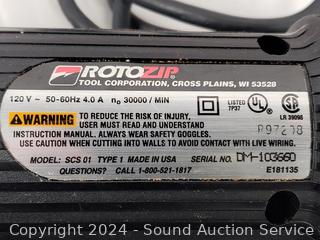 ROTOZIP®
TOOL CORPORATION, CROSS PLAINS, WI 53528
120 V ~ 50-60Hz 4.0 A n₀ 30000 / MIN
LISTED 7P37 UL ® SA LR 39098
WARNING TO REDUCE THE RISK OF INJURY,
USER MUST READ AND UNDERSTAND
INSTRUCTION MANUAL. ALWAYS WEAR SAFETY GOGGLES.
USE CAUTION WHEN CUTTING INTO WALLS TO AVOID CONTACT WITH LIVE WIRING.
MODEL: SCS 01 TYPE 1 MADE IN USA SERIAL NO. DM-103660
QUESTIONS? CALL 1-800-521-1817 E181135
Copyright © 2024 - Sound Auction Service